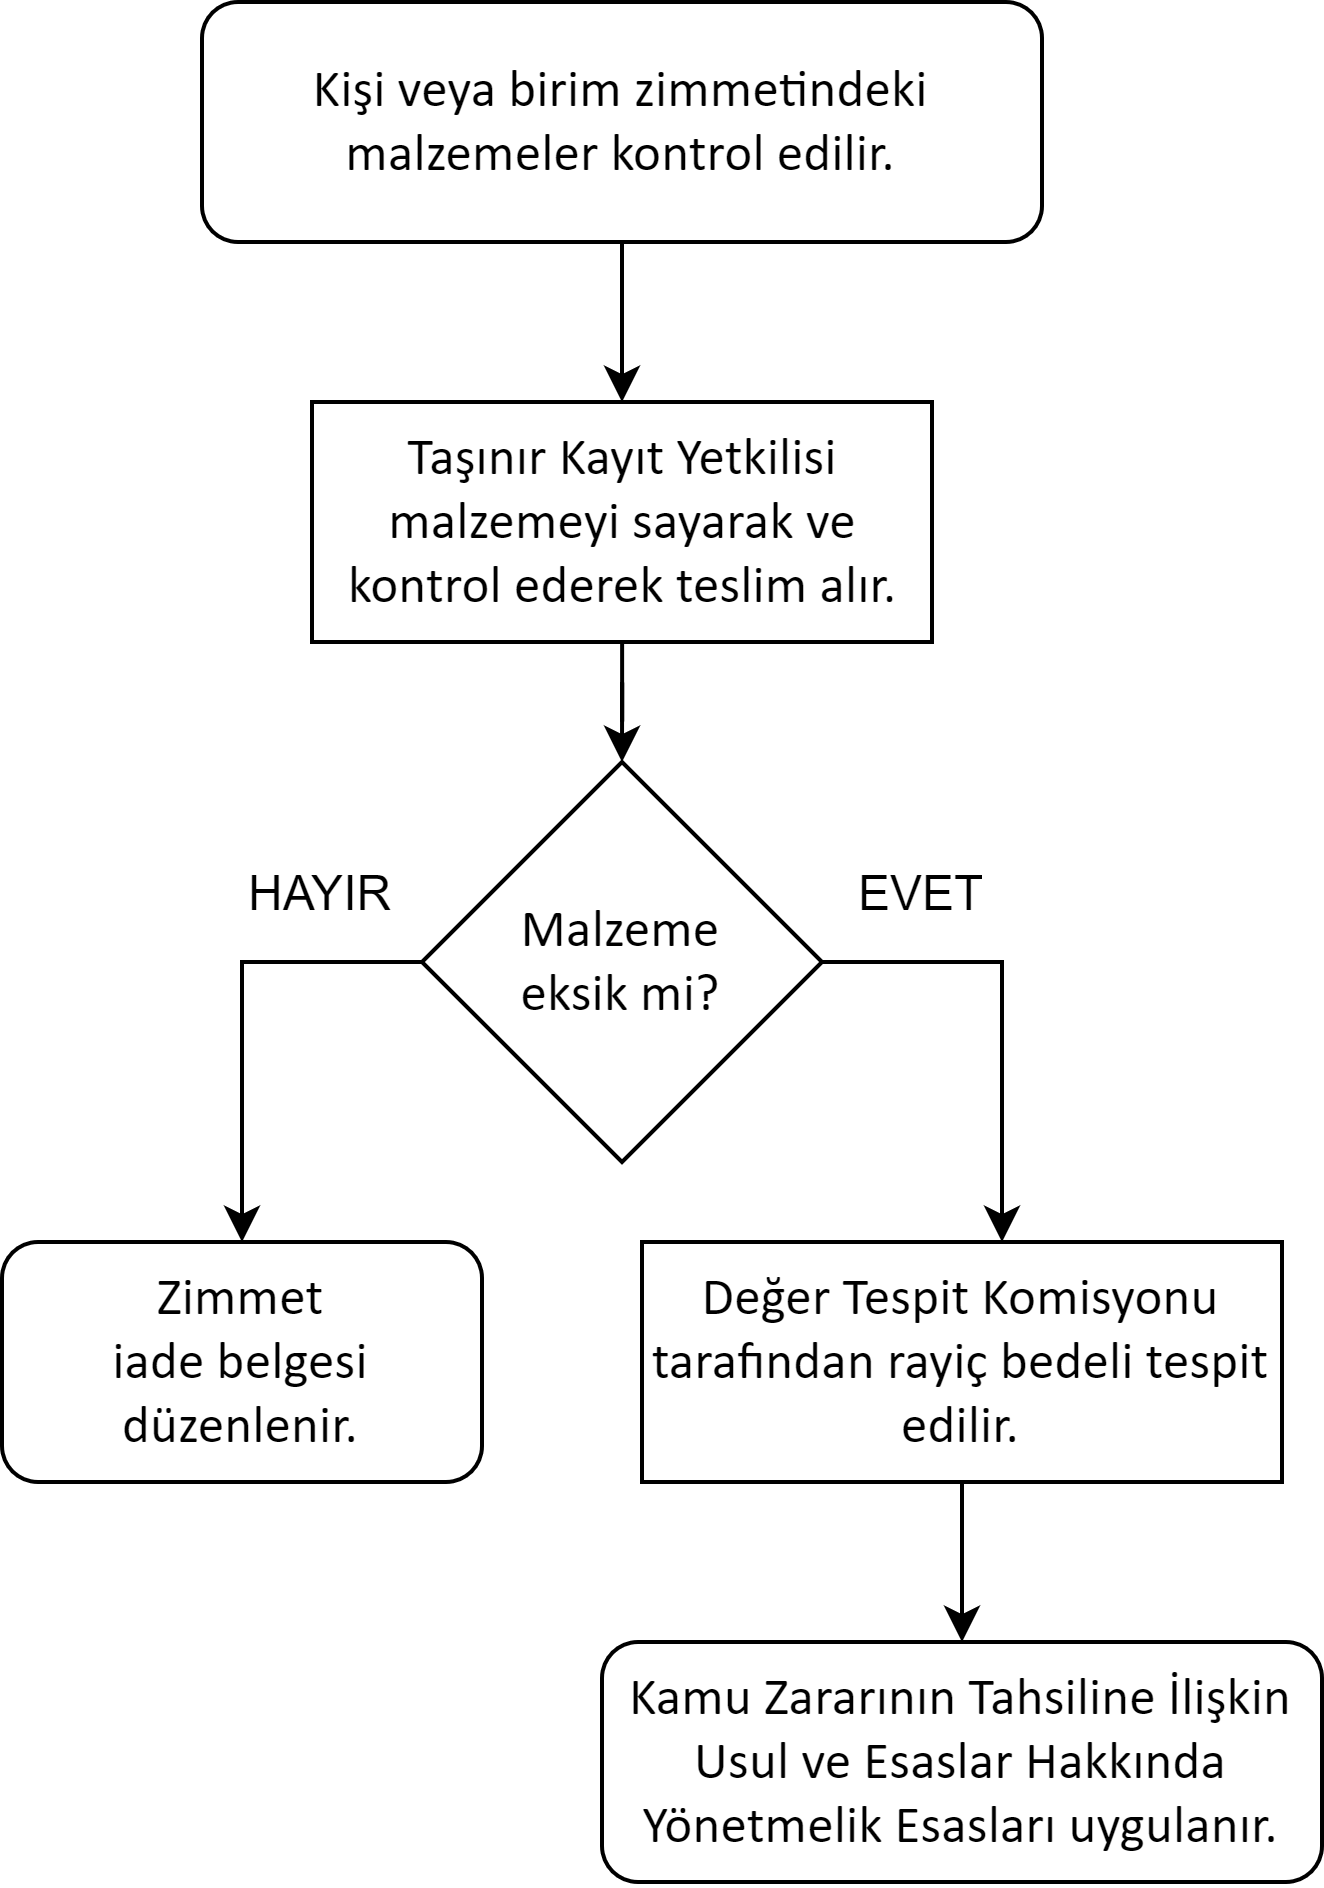 Kişi veya birim zimmetindeki
malzemeler kontrol edilir.
Taşınır Kayıt Yetkilisi
malzemeyi sayarak ve
kontrol ederek teslim alır.
HAYIR
EVET
Malzeme
eksik mi?
Zimmet
iade belgesi
düzenlenir.
Değer Tespit Komisyonu
tarafından rayiç bedeli tespit
edilir.
Kamu Zararının Tahsiline İlişkin
Usul ve Esaslar Hakkında
Yönetmelik Esasları uygulanır.